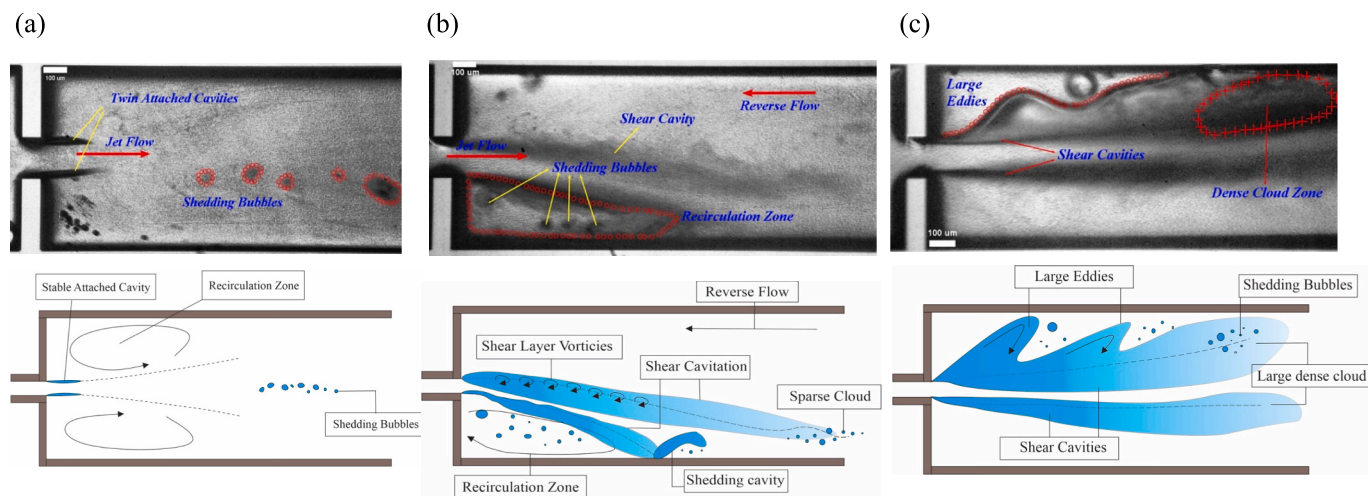 (a)
(b)
(c)
100 um
Twin Attached Cavities
Jet Flow
Shedding Bubbles
100 um
Reverse Flow
Shear Cavity
Jet Flow
Shedding Bubbles
Recirculation Zone
Large
Eddies
Shear Cavities
Dense Cloud Zone
100 um
Stable Attached Cavity
Recirculation Zone
Shedding Bubbles
Reverse Flow
Shear Layer Vorticies
Shear Cavitation
Sparse Cloud
Recirculation Zone
Shedding cavity
Large Eddies
Shedding Bubbles
Large dense cloud
Shear Cavities